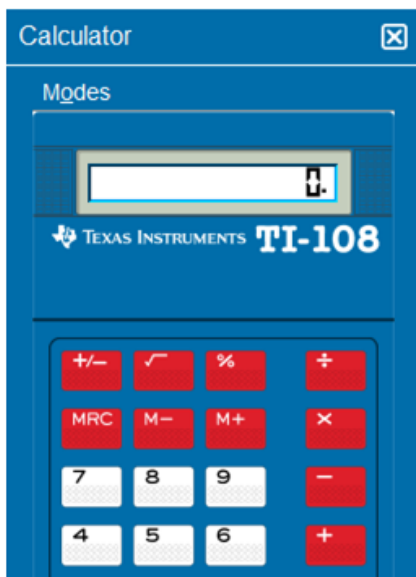 Calculator
Modes
0.
TEXAS INSTRUMENTS TI-108
+/- √ % ÷
MRC M- M+ ×
7 8 9 -
4 5 6 +